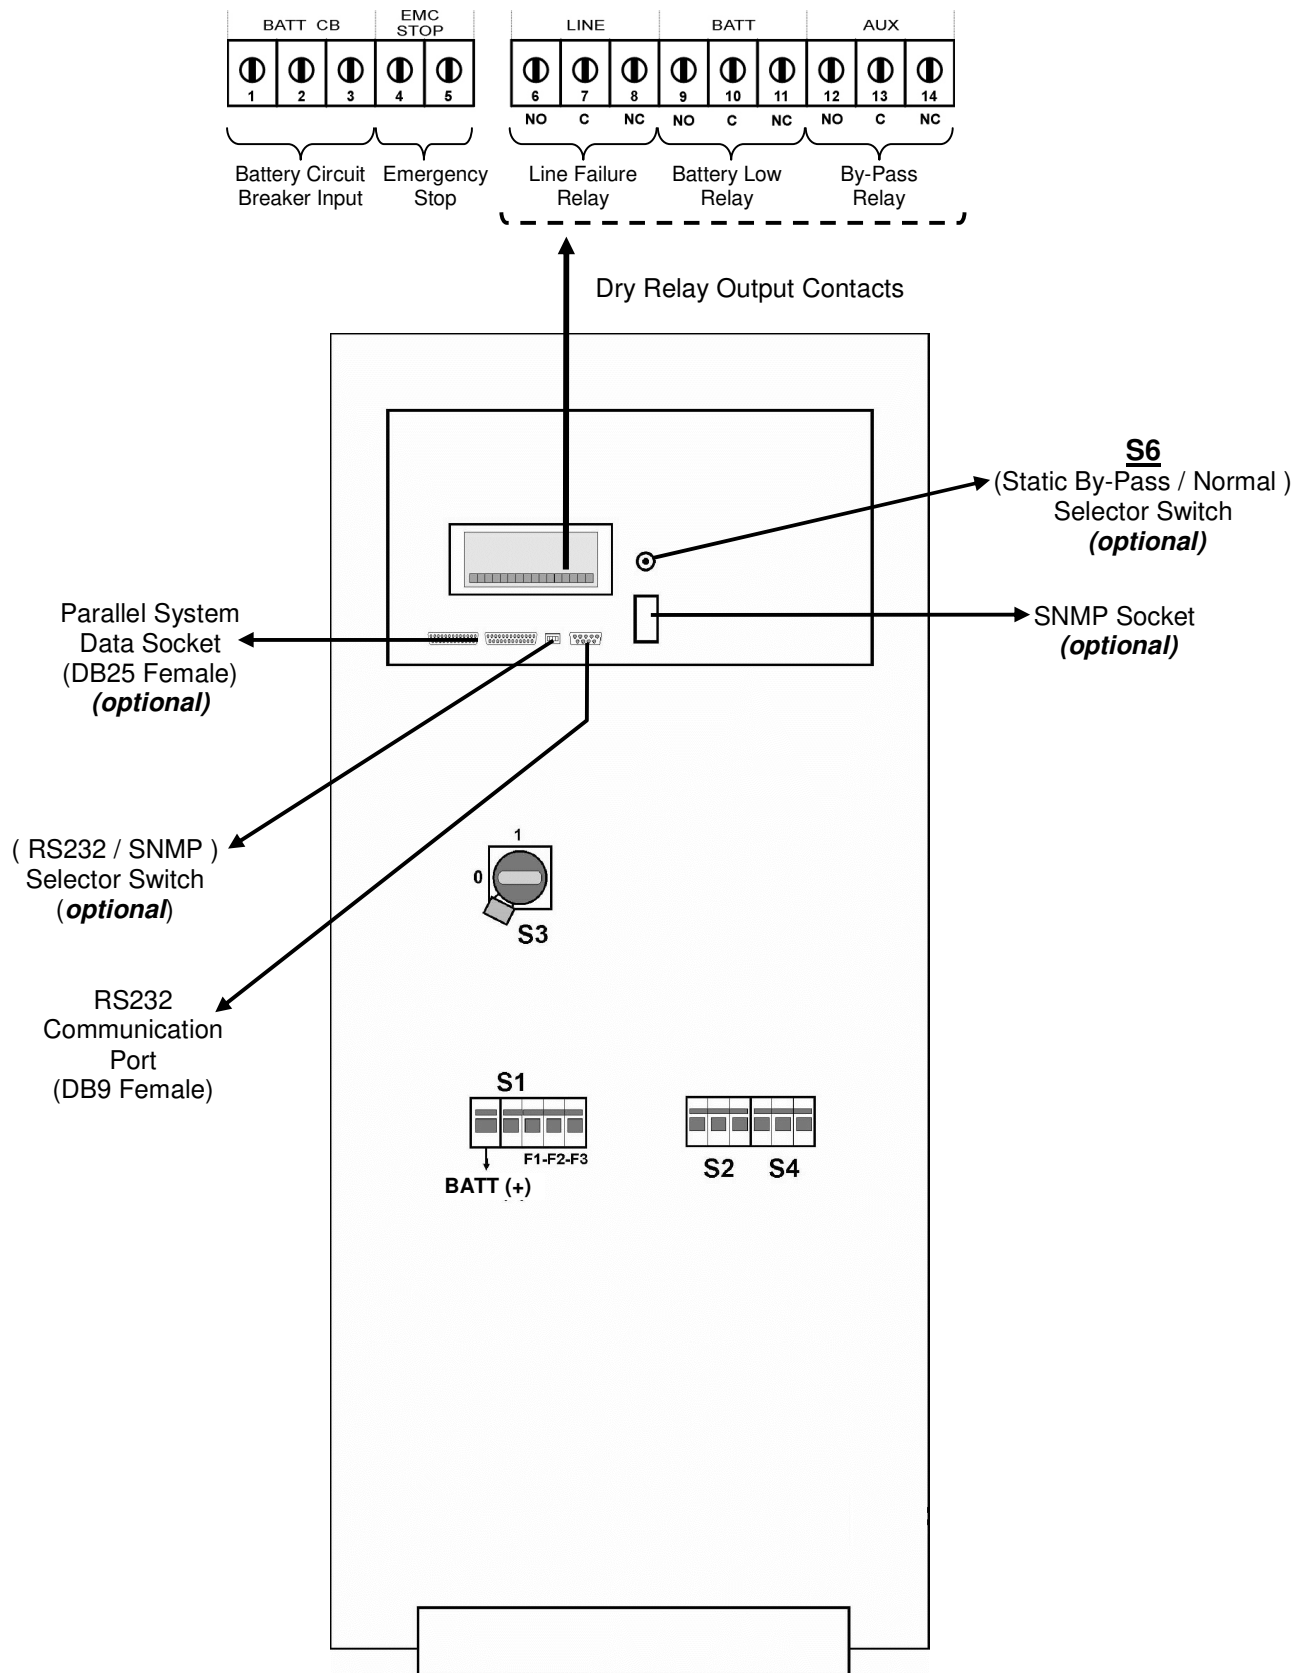 BATT CB
EMC
STOP
LINE
BATT
AUX
1 2 3 4 5 6 7 8 9 10 11 12 13 14
NO C NC NO C NC NO C NC
Battery Circuit
Breaker Input
Emergency
Stop
Line Failure
Relay
Battery Low
Relay
By-Pass
Relay
Dry Relay Output Contacts
S6
(Static By-Pass / Normal )
Selector Switch
(optional)
Parallel System
Data Socket
(DB25 Female)
(optional)
SNMP Socket
(optional)
( RS232 / SNMP )
Selector Switch
(optional)
1
0
S3
RS232
Communication
Port
(DB9 Female)
S1
F1-F2-F3
BATT (+)
S2 S4